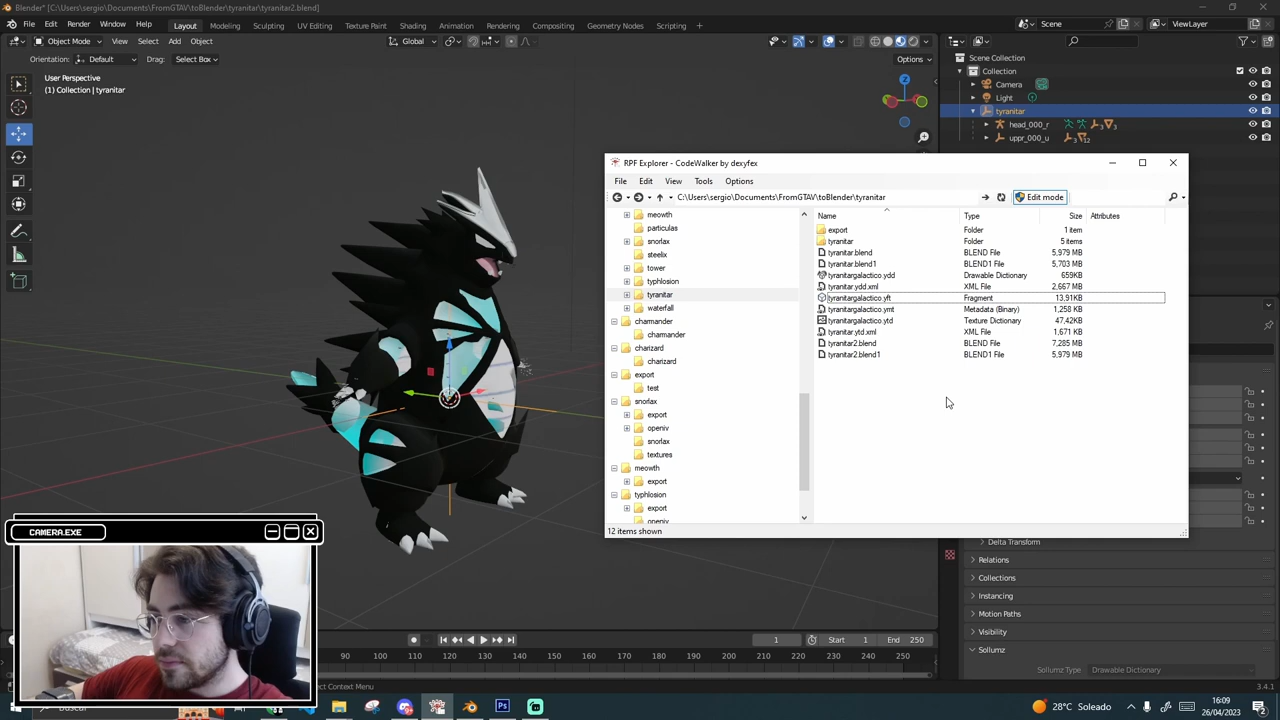 Blender* [C:\Users\sergio\Documents\FromGTAV\toBlender\tyranitar\tyranitar2.blend]
File Edit Render Window Help Layout Modeling Sculpting UV Editing Texture Paint Shading Animation Rendering Compositing Geometry Nodes Scripting Scene ViewLayer
Object Mode View Select Add Object Global
Orientation: Default Drag: Select Box Options
User Perspective
(1) Collection | tyranitar
Z
Scene Collection
Collection
Camera
Light
tyranitar
head_000_r 3 3
uppr_000_u 3 12
RPF Explorer - CodeWalker by dexyfex
File Edit View Tools Options
C:\Users\sergio\Documents\FromGTAV\toBlender\tyranitar Edit mode
meowth
particulas
snorlax
steelix
tower
typhlosion
tyranitar
waterfall
charmander
charmander
charizard
charizard
export
test
snorlax
export
openiv
snorlax
textures
meowth
export
typhlosion
export
openiv
Name Type Size Attributes
export Folder 1 item
tyranitar Folder 5 items
tyranitar.blend BLEND File 5,979 MB
tyranitar.blend1 BLEND1 File 5,703 MB
tyranitargalactico.ydd Drawable Dictionary 659KB
tyranitar.ydd.xml XML File 2,667 MB
tyranitargalactico.yft Fragment 13,91KB
tyranitargalactico.ymt Metadata (Binary) 1,258 KB
tyranitargalactico.ytd Texture Dictionary 47,42KB
tyranitar.ytd.xml XML File 1,671 KB
tyranitar2.blend BLEND File 7,285 MB
tyranitar2.blend1 BLEND1 File 5,979 MB
12 items shown
Delta Transform
Relations
Collections
Instancing
Motion Paths
Visibility
Sollumz
Sollumz Type Drawable Dictionary
CAMERA.EXE
1 Start 1 End 250
90 100 110 120 130 140 150 160 170 180 190 200 210 220 230 240 250
ect Context Menu
3.4.1
Buscar
Ps
28°C Soleado
16:09
26/04/2023